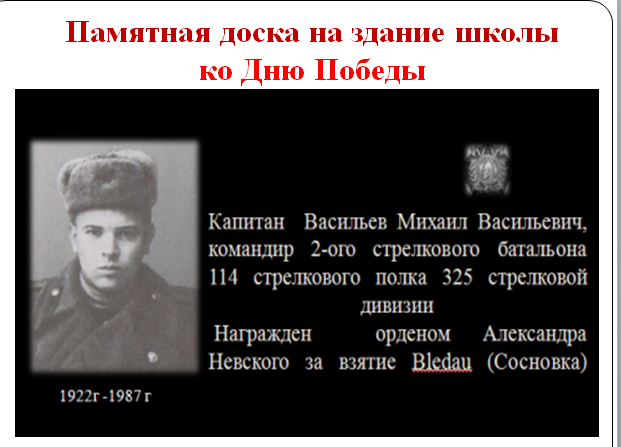 Памятная доска на здание школы
ко Дню Победы
Капитан Васильев Михаил Васильевич,
командир 2-ого стрелкового батальона
114 стрелкового полка 325 стрелковой
дивизии
Награжден орденом Александра
Невского за взятие Bledau (Сосновка)
1922г -1987 г